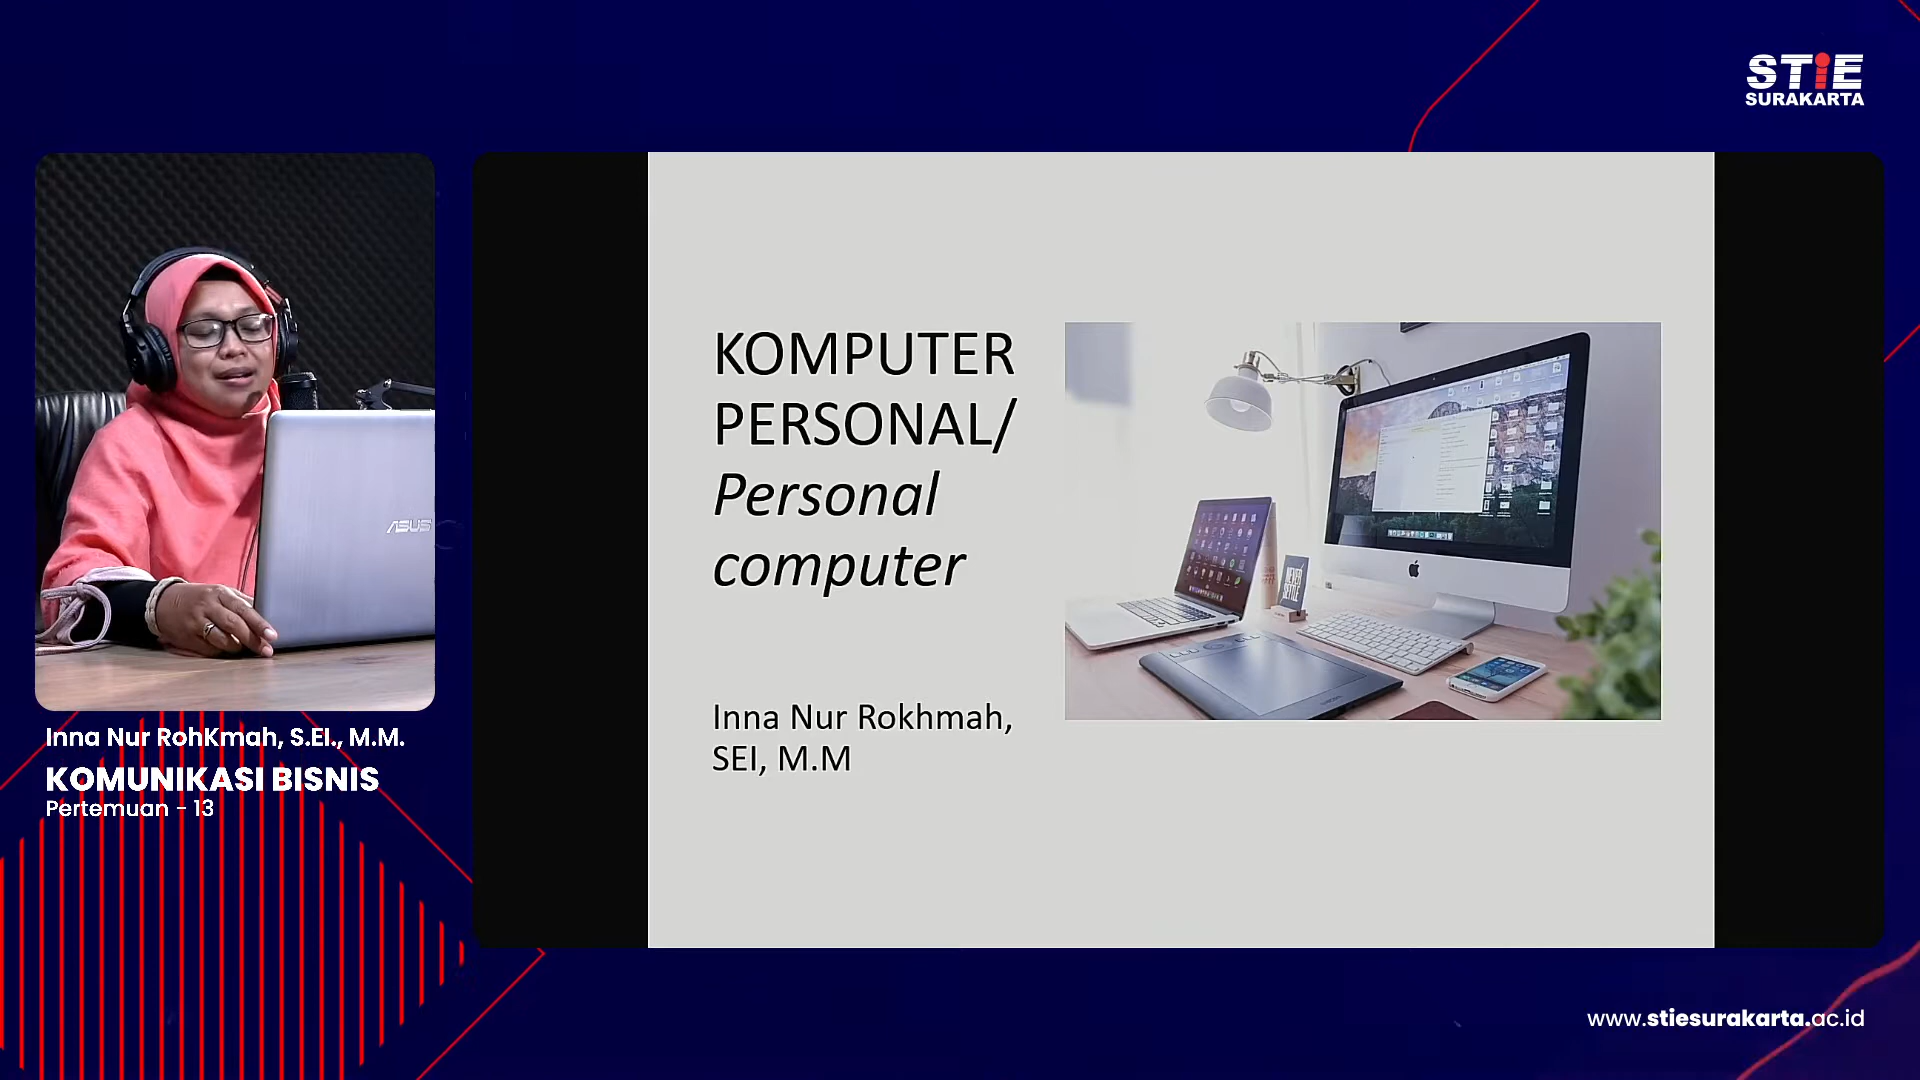 STiE
SURAKARTA
ASUS
KOMPUTER
PERSONAL/
Personal
computer
Inna Nur Rokhmah,
SEI, M.M
Inna Nur RohKmah, S.EI., M.M.
KOMUNIKASI BISNIS
Pertemuan - 13
www.stiesurakarta.ac.id